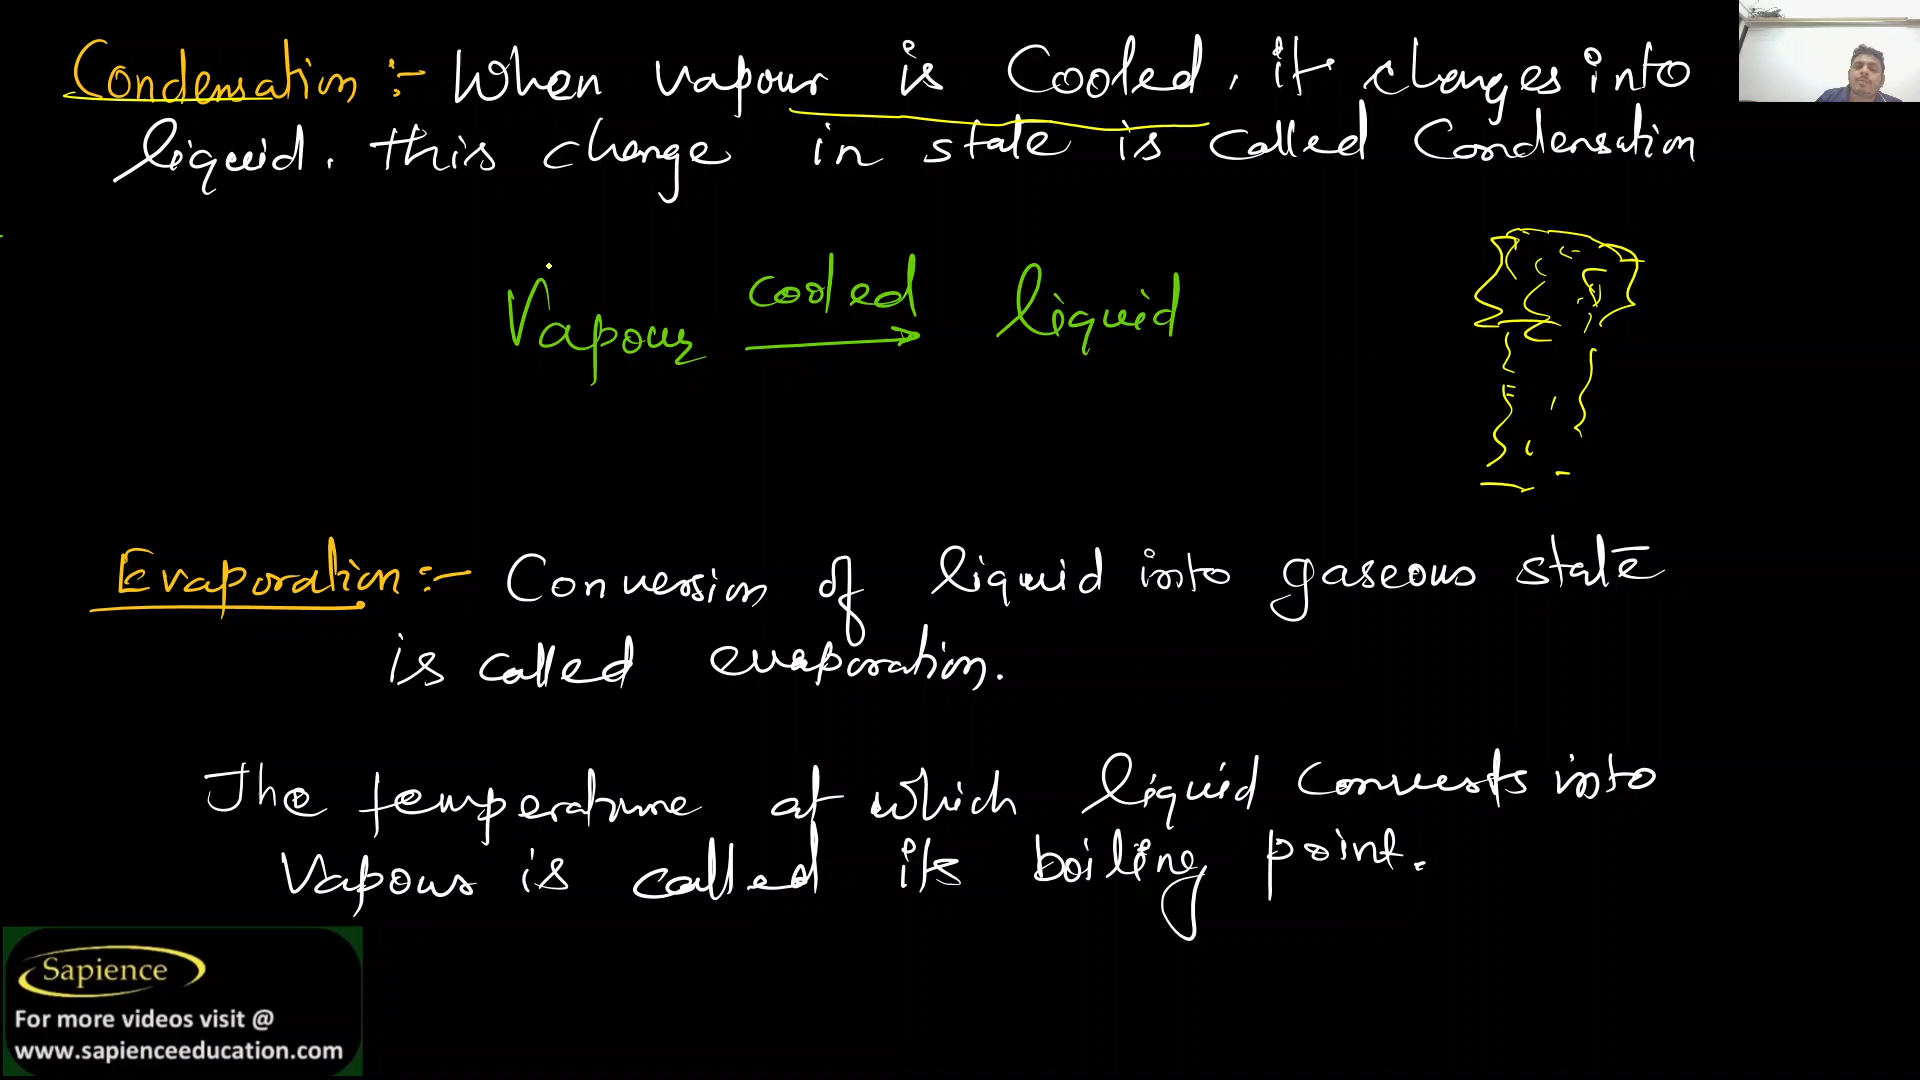 Condensation :- When vapour is Cooled, it changes into
liquid. this change in state is called Condensation
Vapour cooled → liquid
Evaporation :- Conversion of liquid into gaseous state
is called evaporation.
The temperature at which liquid converts into
Vapour is called its boiling point.
Sapience
For more videos visit @
www.sapienceeducation.com